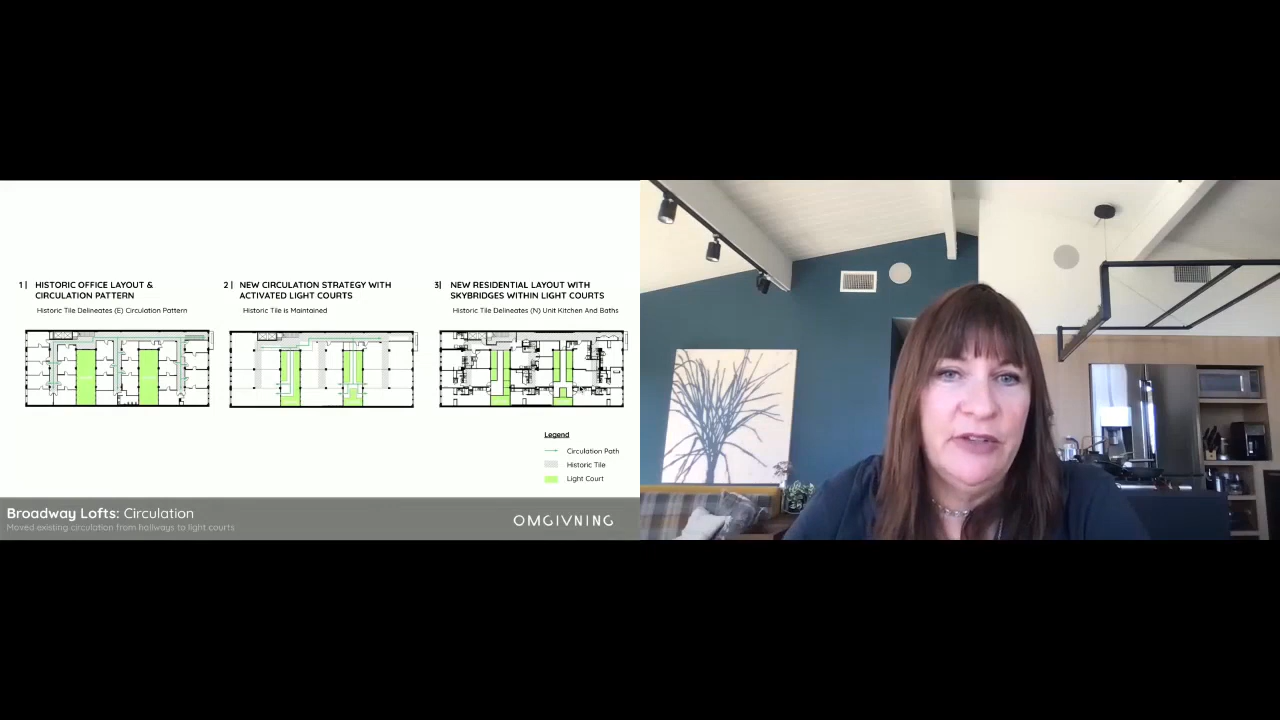 1 | HISTORIC OFFICE LAYOUT &
CIRCULATION PATTERN
Historic Tile Delineates (E) Circulation Pattern
2 | NEW CIRCULATION STRATEGY WITH
ACTIVATED LIGHT COURTS
Historic Tile is Maintained
3| NEW RESIDENTIAL LAYOUT WITH
SKYBRIDGES WITHIN LIGHT COURTS
Historic Tile Delineates (N) Unit Kitchen And Baths
Legend
Circulation Path
Historic Tile
Light Court
Broadway Lofts: Circulation
Moved existing circulation from hallways to light courts
OMGIVNING